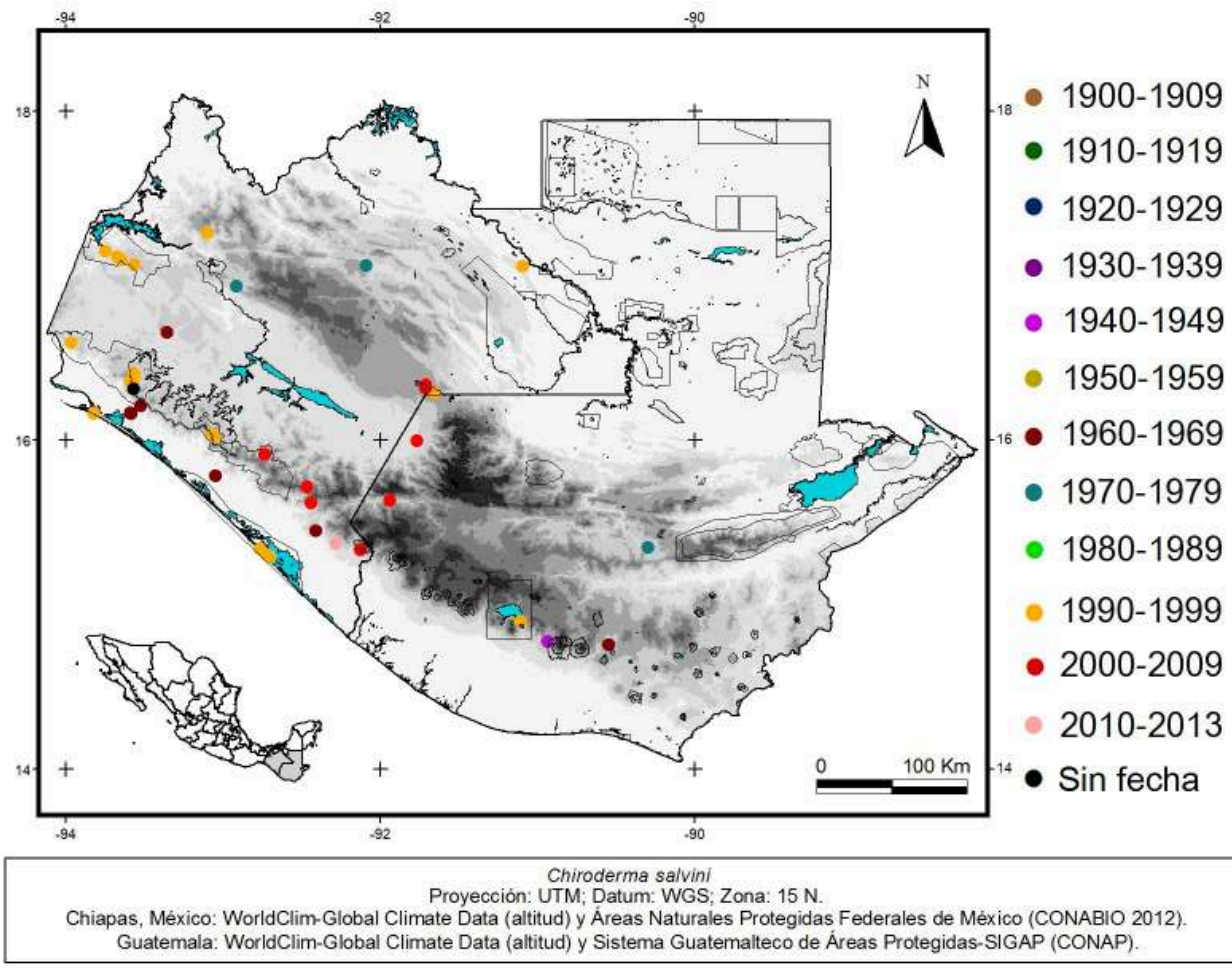 -94 -92 -90
N
18 18
16 16
14 14
0 100 Km
-94 -92 -90
1900-1909
1910-1919
1920-1929
1930-1939
1940-1949
1950-1959
1960-1969
1970-1979
1980-1989
1990-1999
2000-2009
2010-2013
Sin fecha
Chiroderma salvini
Proyección: UTM; Datum: WGS; Zona: 15 N.
Chiapas, México: WorldClim-Global Climate Data (altitud) y Áreas Naturales Protegidas Federales de México (CONABIO 2012).
Guatemala: WorldClim-Global Climate Data (altitud) y Sistema Guatemalteco de Áreas Protegidas-SIGAP (CONAP).